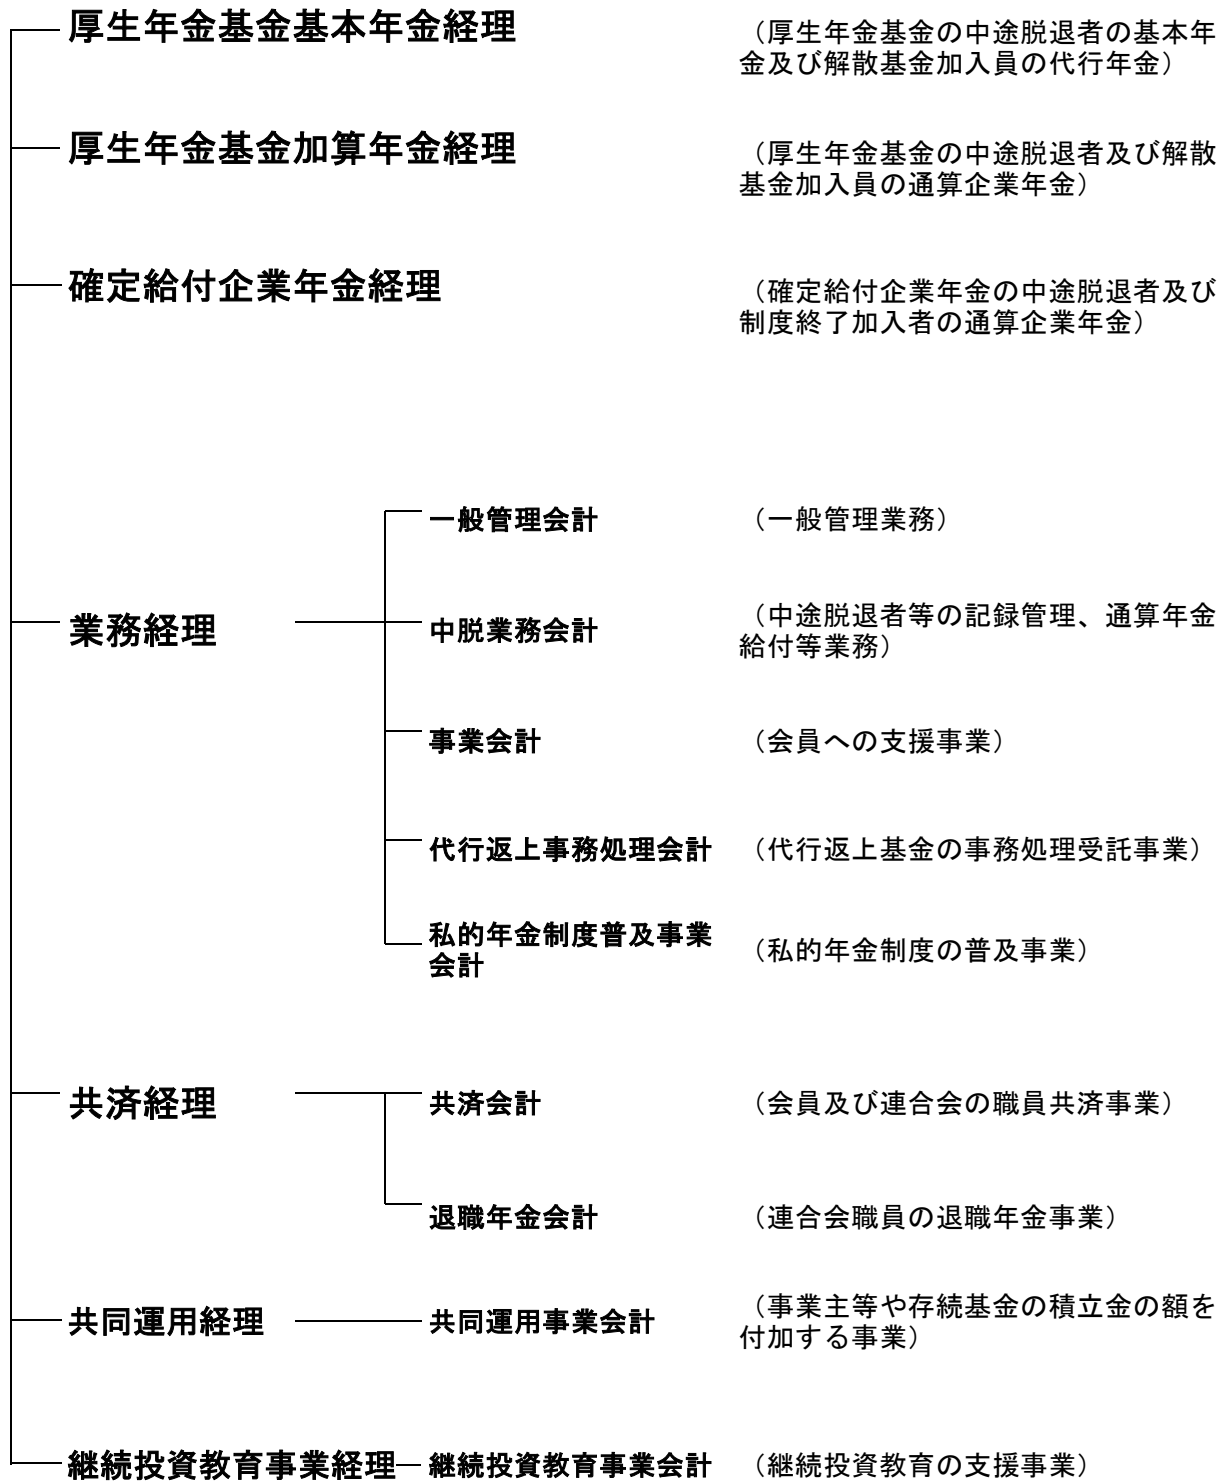 厚生年金基金基本年金経理
（厚生年金基金の中途脱退者の基本年
金及び解散基金加入員の代行年金）
厚生年金基金加算年金経理
（厚生年金基金の中途脱退者及び解散
基金加入員の通算企業年金）
確定給付企業年金経理
（確定給付企業年金の中途脱退者及び
制度終了加入者の通算企業年金）
業務経理
一般管理会計
（一般管理業務）
中脱業務会計
（中途脱退者等の記録管理、通算年金
給付等業務）
事業会計
（会員への支援事業）
代行返上事務処理会計
（代行返上基金の事務処理受託事業）
私的年金制度普及事業
会計
（私的年金制度の普及事業）
共済経理
共済会計
（会員及び連合会の職員共済事業）
退職年金会計
（連合会職員の退職年金事業）
共同運用経理
共同運用事業会計
（事業主等や存続基金の積立金の額を
付加する事業）
継続投資教育事業経理
継続投資教育事業会計
（継続投資教育の支援事業）